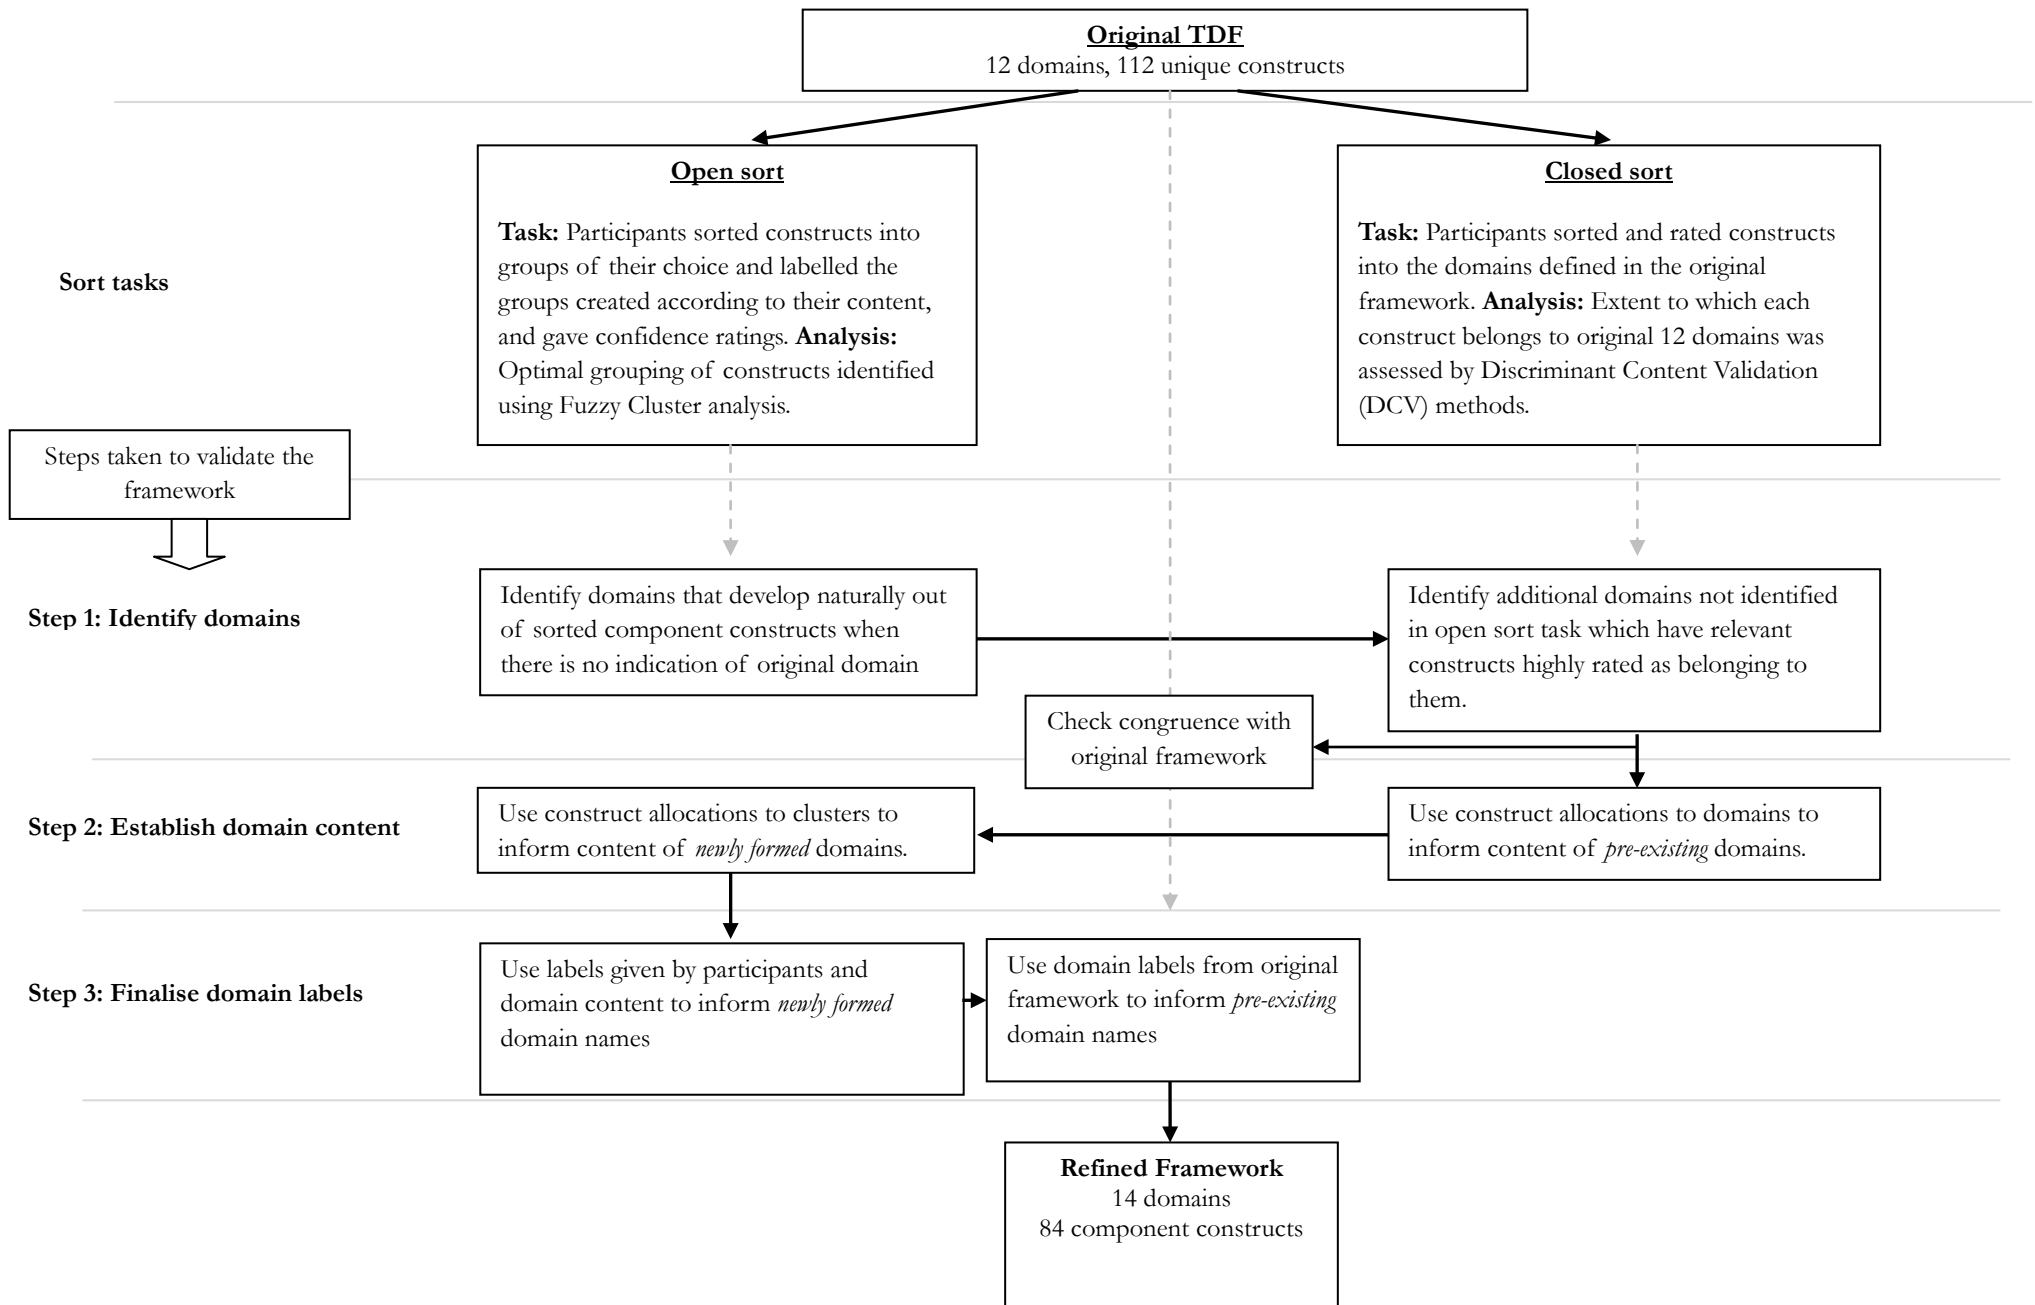 Original TDF
12 domains, 112 unique constructs
Sort tasks
Open sort
Task: Participants sorted constructs into
groups of their choice and labelled the
groups created according to their content,
and gave confidence ratings. Analysis:
Optimal grouping of constructs identified
using Fuzzy Cluster analysis.
Closed sort
Task: Participants sorted and rated constructs
into the domains defined in the original
framework. Analysis: Extent to which each
construct belongs to original 12 domains was
assessed by Discriminant Content Validation
(DCV) methods.
Steps taken to validate the
framework
Step 1: Identify domains
Identify domains that develop naturally out
of sorted component constructs when
there is no indication of original domain
Identify additional domains not identified
in open sort task which have relevant
constructs highly rated as belonging to
them.
Check congruence with
original framework
Step 2: Establish domain content
Use construct allocations to clusters to
inform content of newly formed domains.
Use construct allocations to domains to
inform content of pre-existing domains.
Step 3: Finalise domain labels
Use labels given by participants and
domain content to inform newly formed
domain names
Use domain labels from original
framework to inform pre-existing
domain names
Refined Framework
14 domains
84 component constructs